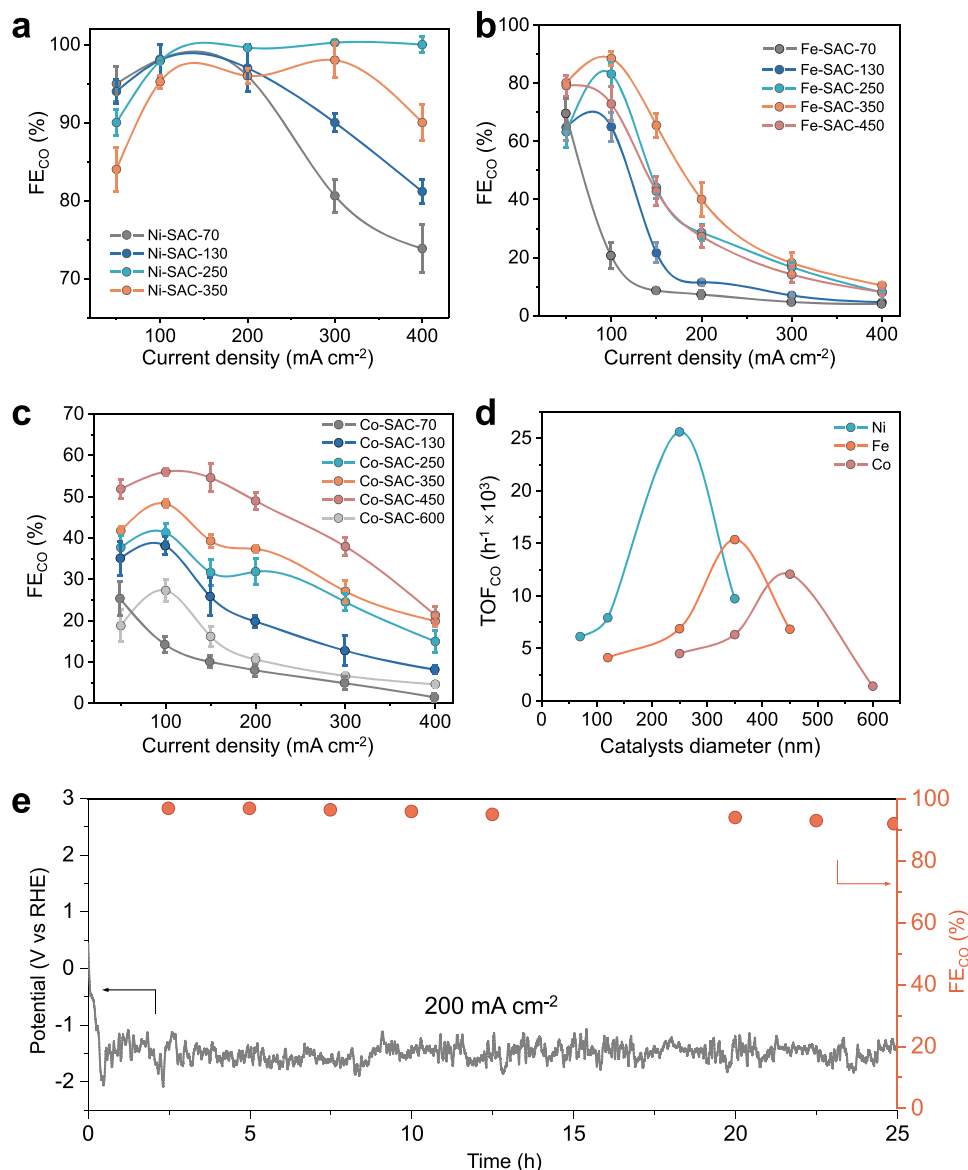 a
100
90
80
70
FE_CO (%)
Ni-SAC-70
Ni-SAC-130
Ni-SAC-250
Ni-SAC-350
100 200 300 400
Current density (mA cm⁻²)
b
100
80
60
40
20
0
FE_CO (%)
Fe-SAC-70
Fe-SAC-130
Fe-SAC-250
Fe-SAC-350
Fe-SAC-450
100 200 300 400
Current density (mA cm⁻²)
c
70
60
50
40
30
20
10
0
FE_CO (%)
Co-SAC-70
Co-SAC-130
Co-SAC-250
Co-SAC-350
Co-SAC-450
Co-SAC-600
100 200 300 400
Current density (mA cm⁻²)
d
25
20
15
10
5
0
TOF_CO (h⁻¹ ×10³)
Ni
Fe
Co
0 100 200 300 400 500 600
Catalysts diameter (nm)
e
3
2
1
0
-1
-2
Potential (V vs RHE)
200 mA cm⁻²
100
80
60
40
20
0
FE_CO (%)
0 5 10 15 20 25
Time (h)